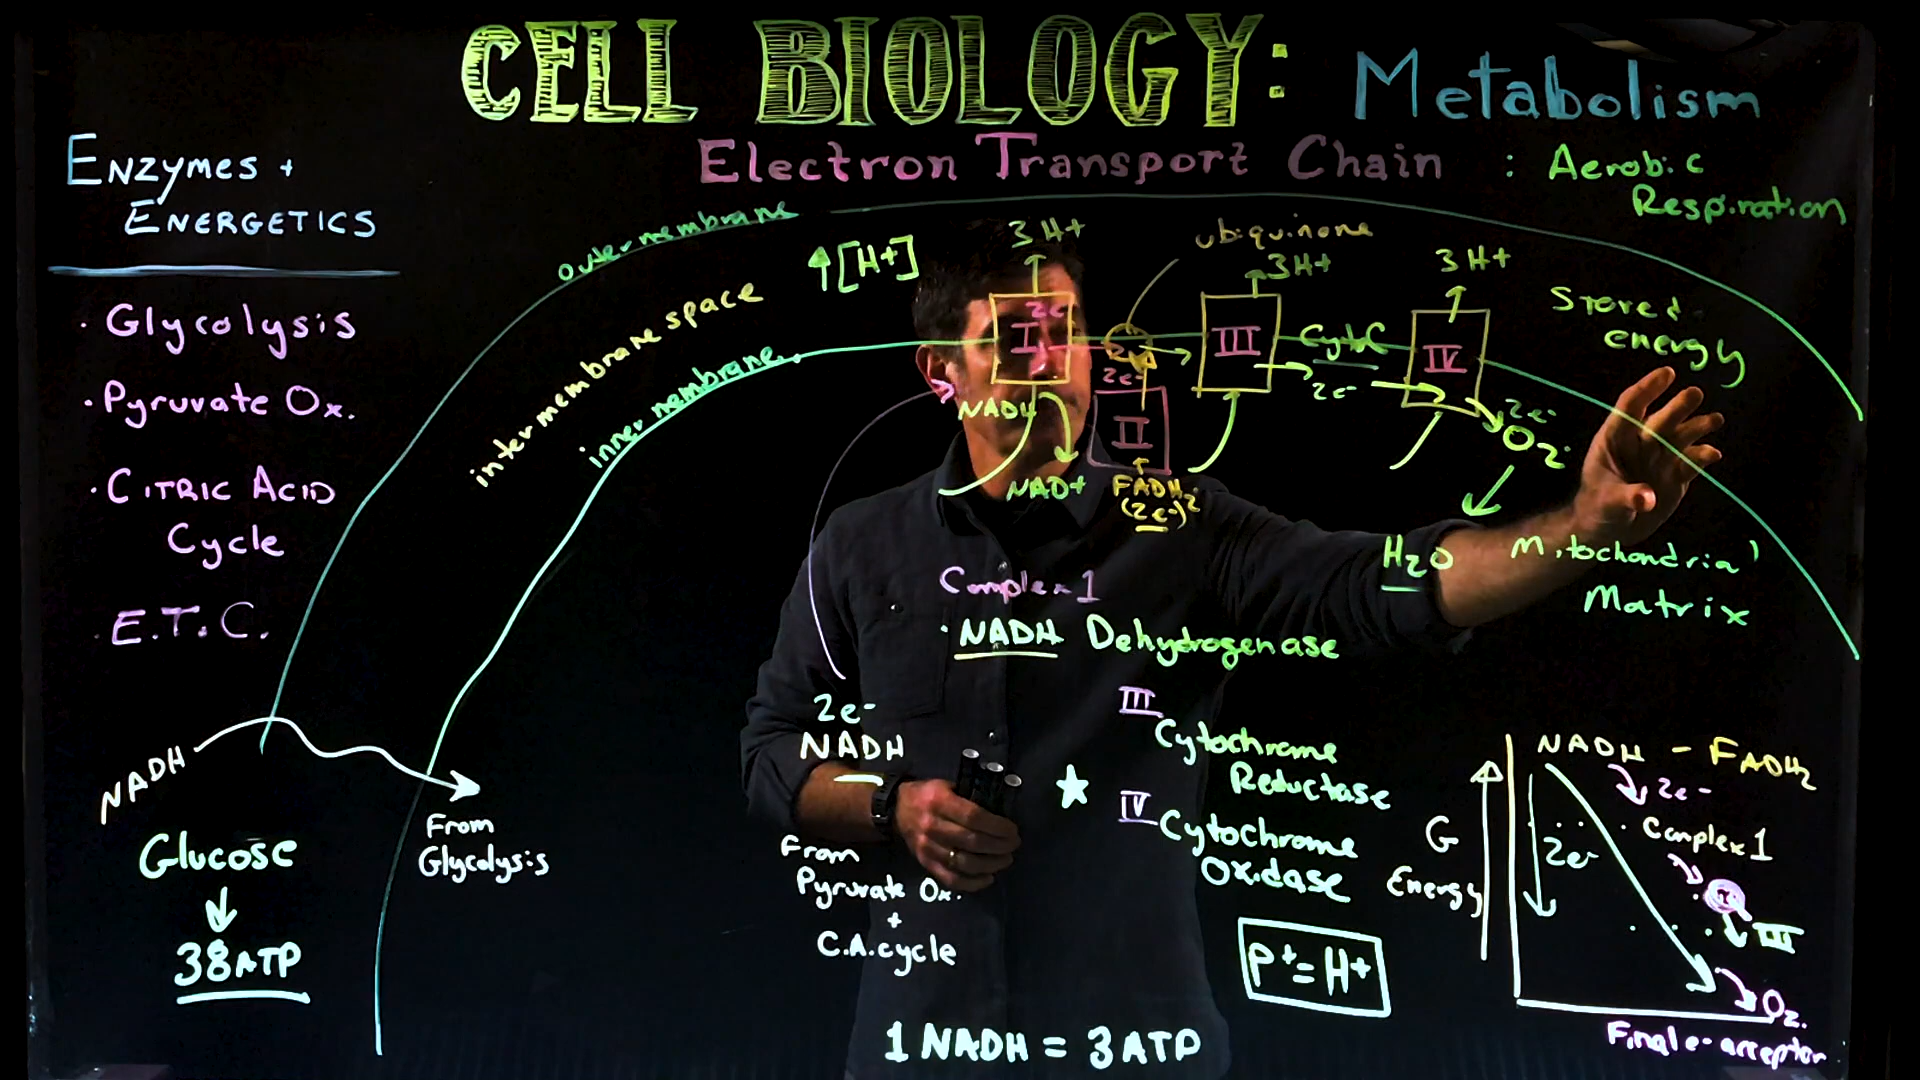 CELL BIOLOGY: Metabolism
Electron Transport Chain : Aerobic
Respiration
ENZYMES +
ENERGETICS
· Glycolysis
· Pyruvate Ox.
· CITRIC ACID
Cycle
· E.T.C.
outer membrane
intermembrane space
inner membrane
↑[H+]
3H+
ubiquinone
3H+
3H+
Stored
energy
I
2e-
2e-
III
CytoC
2e-
IV
2e-
O2
NADH
NAD+
II
FADH2
(2e-)
H2O
Mitochondrial
Matrix
Complex 1
· NADH Dehydrogenase
III
Cytochrome
Reductase
IV
Cytochrome
Oxidase
P+ = H+
2e-
NADH
From
Pyruvate Ox.
+
C.A. cycle
NADH
From
Glycolysis
Glucose
↓
38 ATP
1 NADH = 3 ATP
G
Energy
NADH - FADH2
2e-
Complex 1
2e-
III
O2.
Final e- acceptor